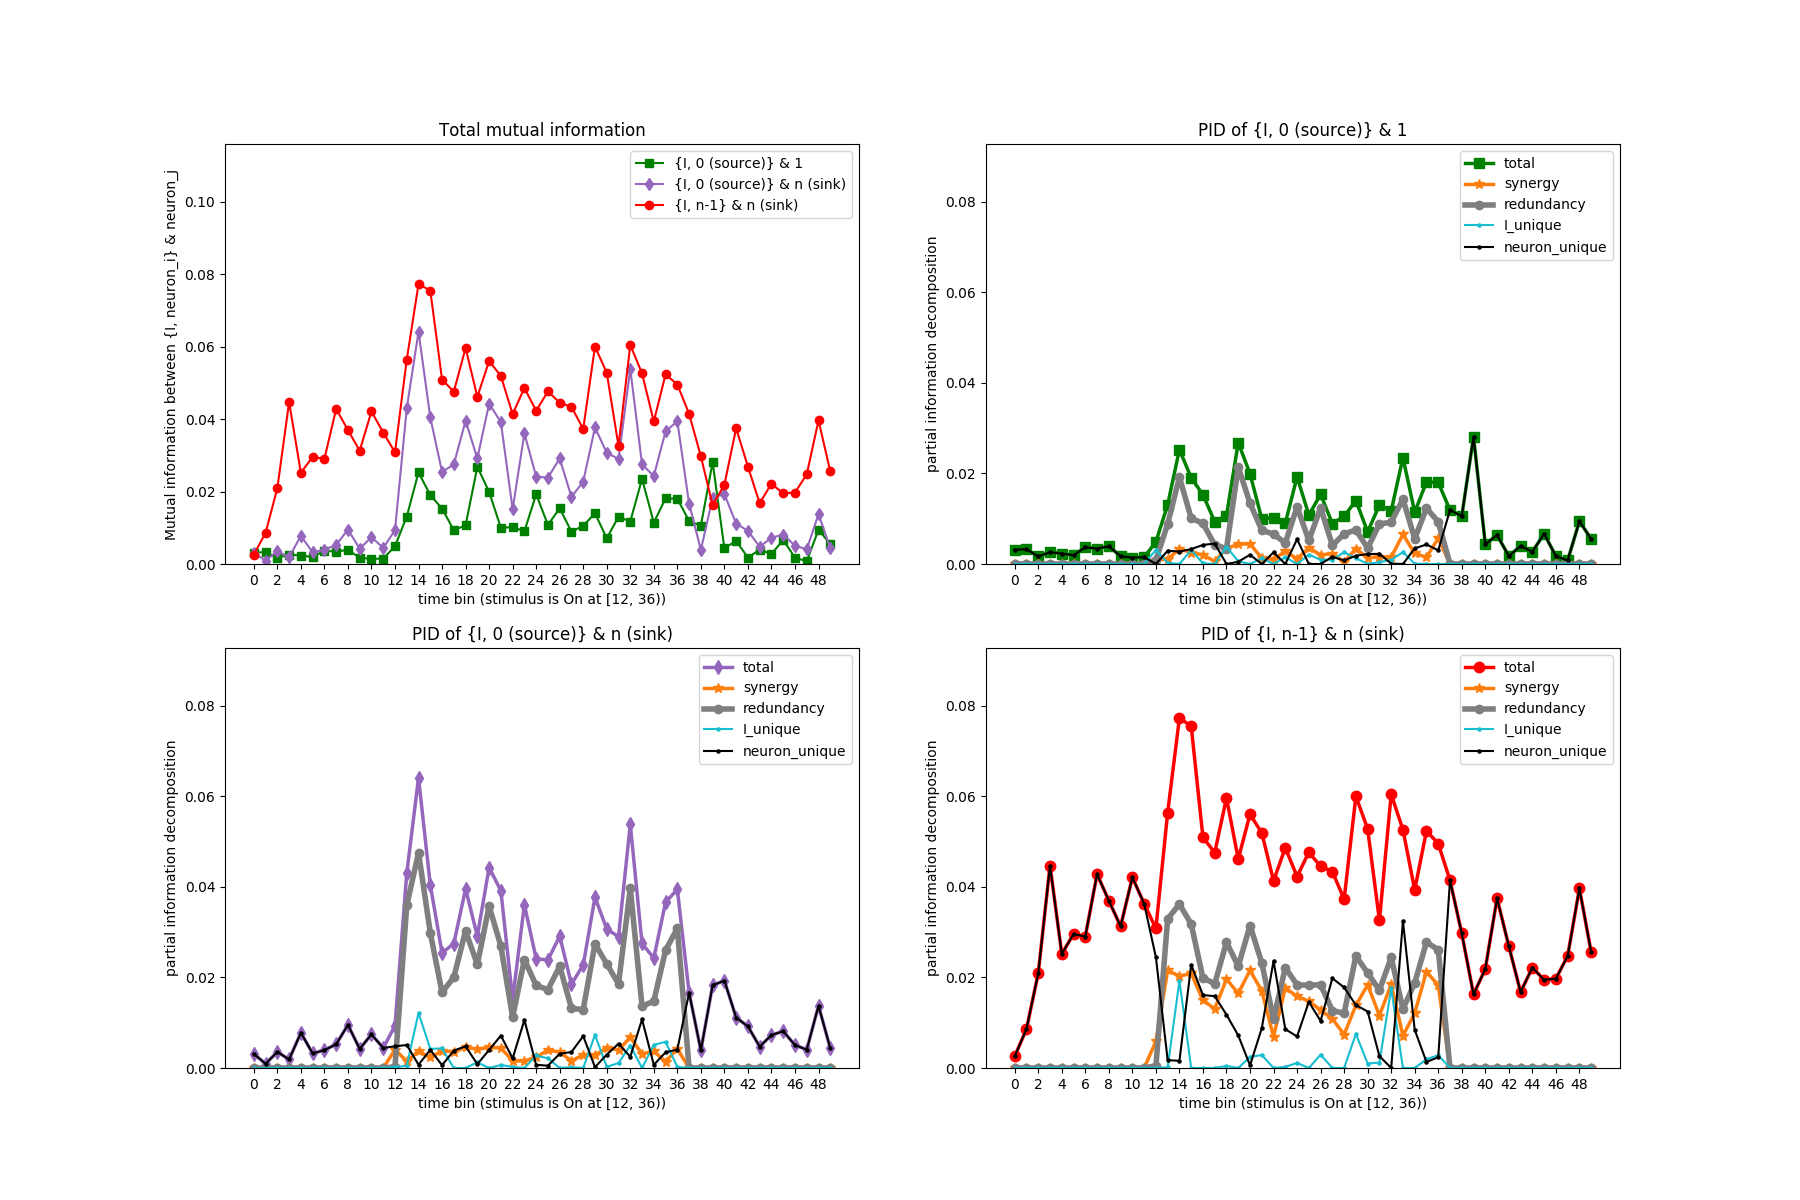 Total mutual information
Mutual information between {I, neuron_i} & neuron_j
0.10
0.08
0.06
0.04
0.02
0.00
{I, 0 (source)} & 1
{I, 0 (source)} & n (sink)
{I, n-1} & n (sink)
0 2 4 6 8 10 12 14 16 18 20 22 24 26 28 30 32 34 36 38 40 42 44 46 48
time bin (stimulus is On at [12, 36))
PID of {I, 0 (source)} & 1
partial information decomposition
0.08
0.06
0.04
0.02
0.00
total
synergy
redundancy
I_unique
neuron_unique
0 2 4 6 8 10 12 14 16 18 20 22 24 26 28 30 32 34 36 38 40 42 44 46 48
time bin (stimulus is On at [12, 36))
PID of {I, 0 (source)} & n (sink)
partial information decomposition
0.08
0.06
0.04
0.02
0.00
total
synergy
redundancy
I_unique
neuron_unique
0 2 4 6 8 10 12 14 16 18 20 22 24 26 28 30 32 34 36 38 40 42 44 46 48
time bin (stimulus is On at [12, 36))
PID of {I, n-1} & n (sink)
partial information decomposition
0.08
0.06
0.04
0.02
0.00
total
synergy
redundancy
I_unique
neuron_unique
0 2 4 6 8 10 12 14 16 18 20 22 24 26 28 30 32 34 36 38 40 42 44 46 48
time bin (stimulus is On at [12, 36))